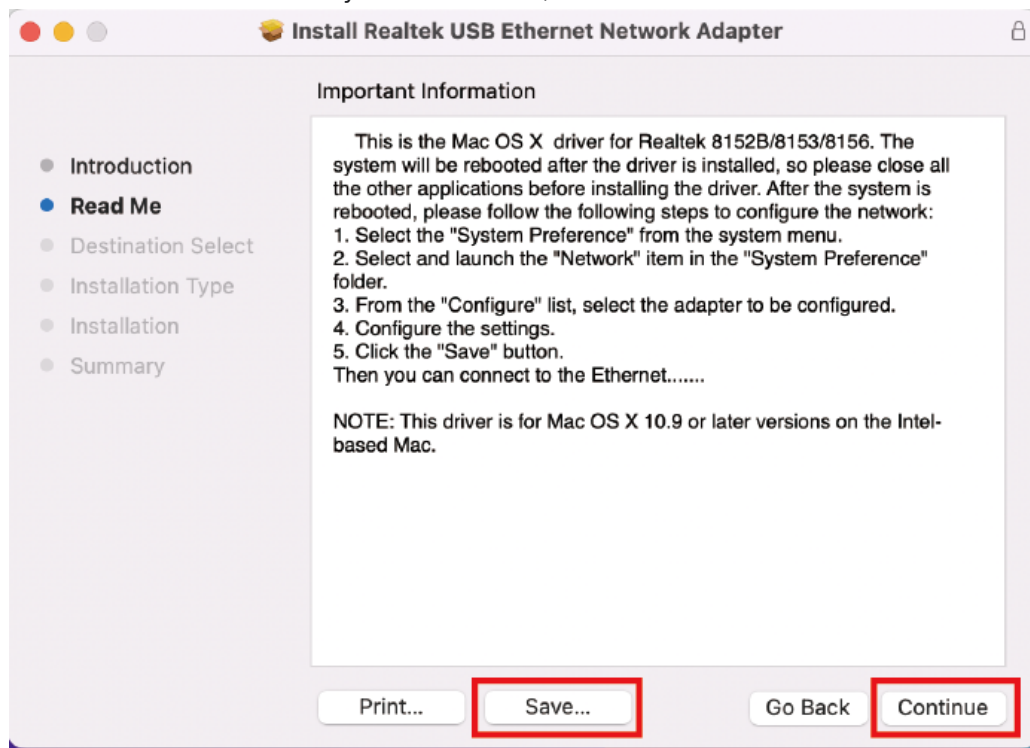 Install Realtek USB Ethernet Network Adapter
Important Information
Introduction
Read Me
Destination Select
Installation Type
Installation
Summary
This is the Mac OS X driver for Realtek 8152B/8153/8156. The
system will be rebooted after the driver is installed, so please close all
the other applications before installing the driver. After the system is
rebooted, please follow the following steps to configure the network:
1. Select the "System Preference" from the system menu.
2. Select and launch the "Network" item in the "System Preference"
folder.
3. From the "Configure" list, select the adapter to be configured.
4. Configure the settings.
5. Click the "Save" button.
Then you can connect to the Ethernet.......
NOTE: This driver is for Mac OS X 10.9 or later versions on the Intel-
based Mac.
Print...
Save...
Go Back
Continue